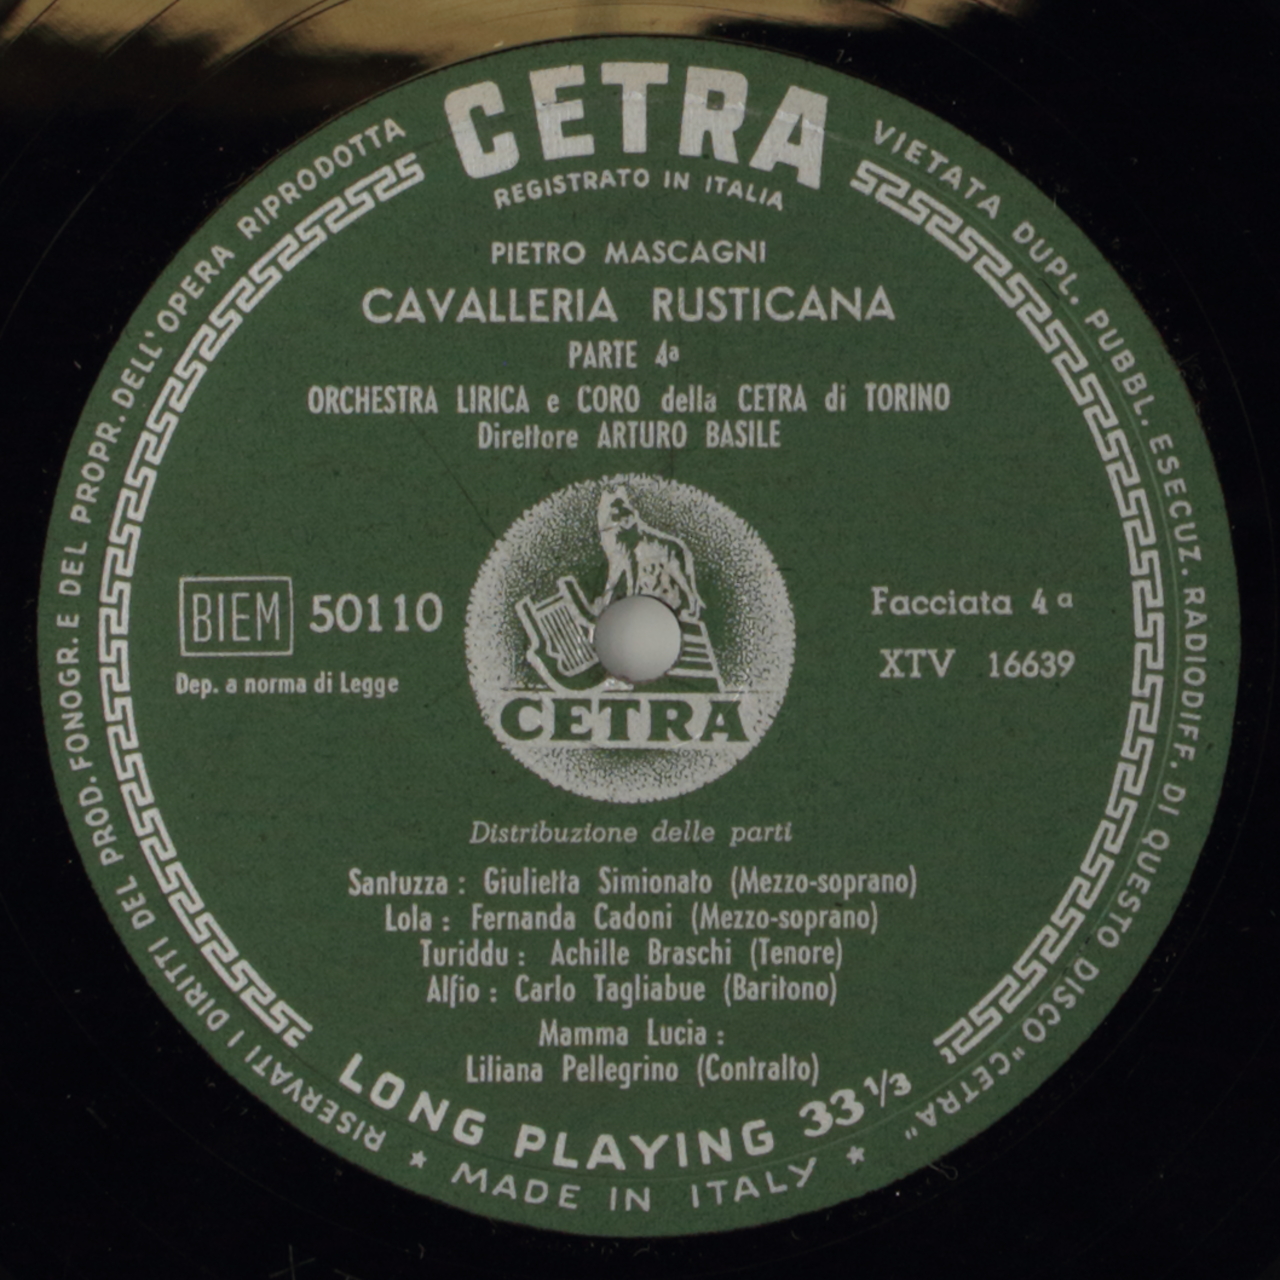 CETRA
REGISTRATO IN ITALIA
PIETRO MASCAGNI
CAVALLERIA RUSTICANA
PARTE 4ª
ORCHESTRA LIRICA e CORO della CETRA di TORINO
Direttore ARTURO BASILE
BIEM 50110
Dep. a norma di Legge
Facciata 4ª
XTV 16639
CETRA
Distribuzione delle parti
Santuzza : Giulietta Simionato (Mezzo-soprano)
Lola : Fernanda Cadoni (Mezzo-soprano)
Turiddu : Achille Braschi (Tenore)
Alfio : Carlo Tagliabue (Baritono)
Mamma Lucia :
Liliana Pellegrino (Contralto)
LONG PLAYING 33 1/3
RISERVATI I DIRITTI DEL PROD. FONOGR. E DEL PROPR. DELL'OPERA RIPRODOTTA
VIETATA DUPL. PUBBL. ESECUZ. RADIODIFF. DI QUESTO DISCO "CETRA"
★ MADE IN ITALY ★